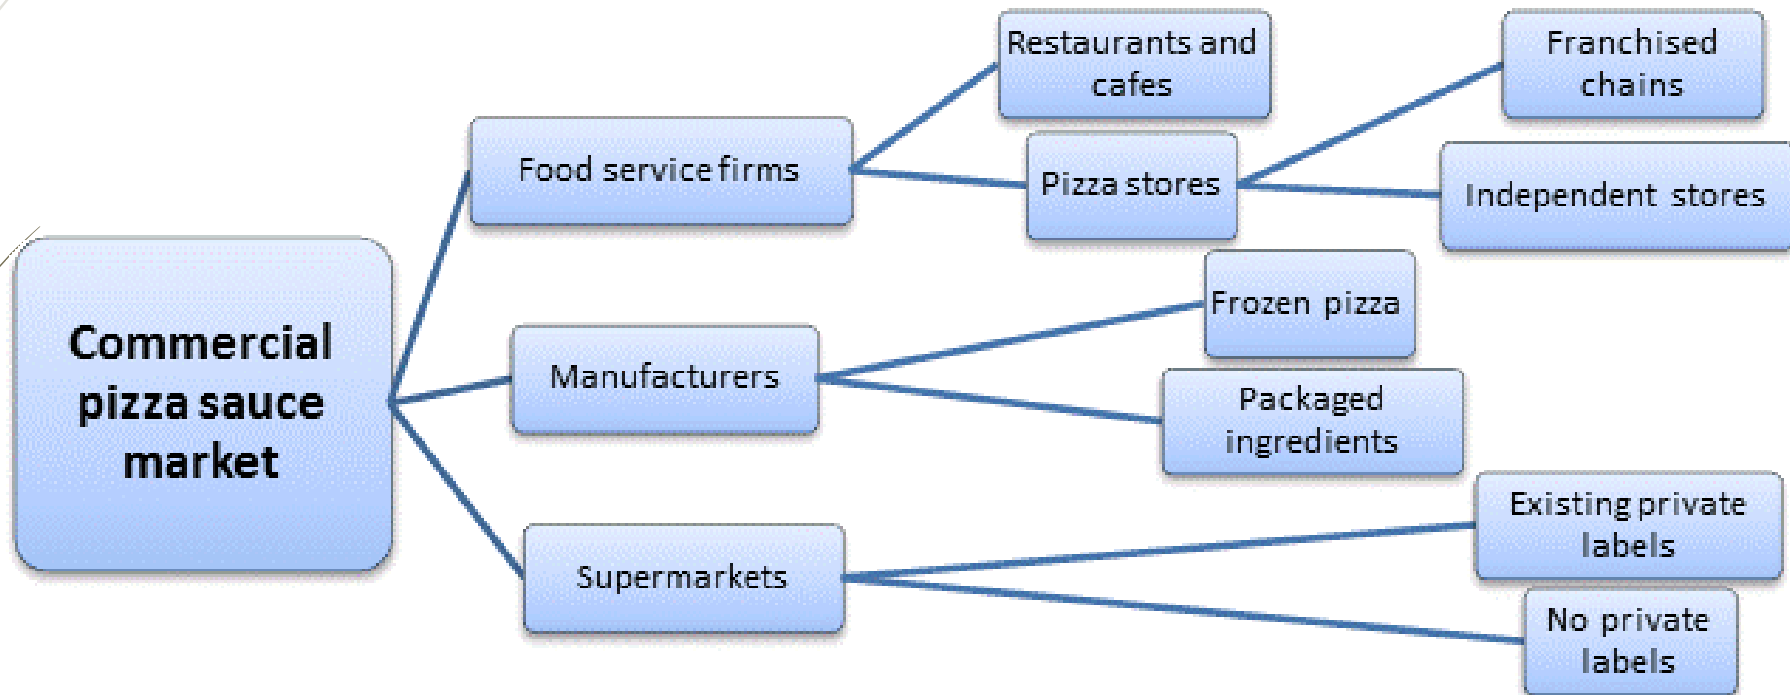 Commercial
pizza sauce
market
Food service firms
Restaurants and
cafes
Pizza stores
Franchised
chains
Independent stores
Manufacturers
Frozen pizza
Packaged
ingredients
Supermarkets
Existing private
labels
No private
labels